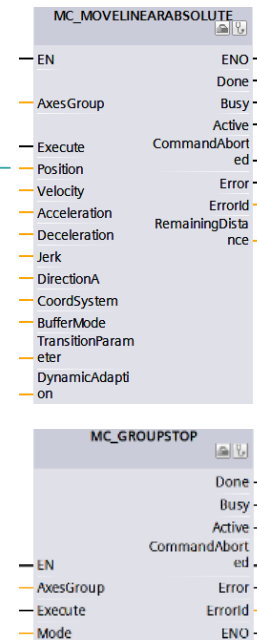 MC_MOVELINEARABSOLUTE
EN
ENO
Done
AxesGroup
Busy
Active
Execute
CommandAbort
ed
Position
Velocity
Error
Acceleration
ErrorId
Deceleration
RemainingDista
nce
Jerk
DirectionA
CoordSystem
BufferMode
TransitionParam
eter
DynamicAdapti
on
MC_GROUPSTOP
Done
Busy
Active
CommandAbort
ed
EN
AxesGroup
Error
Execute
ErrorId
Mode
ENO